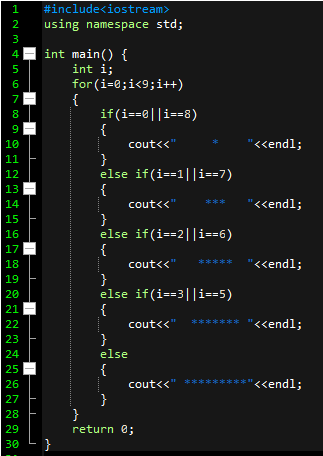 1 #include<iostream>
2 using namespace std;
3
4 int main() {
5     int i;
6     for(i=0;i<9;i++)
7     {
8         if(i==0||i==8)
9         {
10             cout<<"     *    "<<endl;
11         }
12         else if(i==1||i==7)
13         {
14             cout<<"    ***   "<<endl;
15         }
16         else if(i==2||i==6)
17         {
18             cout<<"   *****  "<<endl;
19         }
20         else if(i==3||i==5)
21         {
22             cout<<"  ******* "<<endl;
23         }
24         else
25         {
26             cout<<" *********"<<endl;
27         }
28     }
29     return 0;
30 }